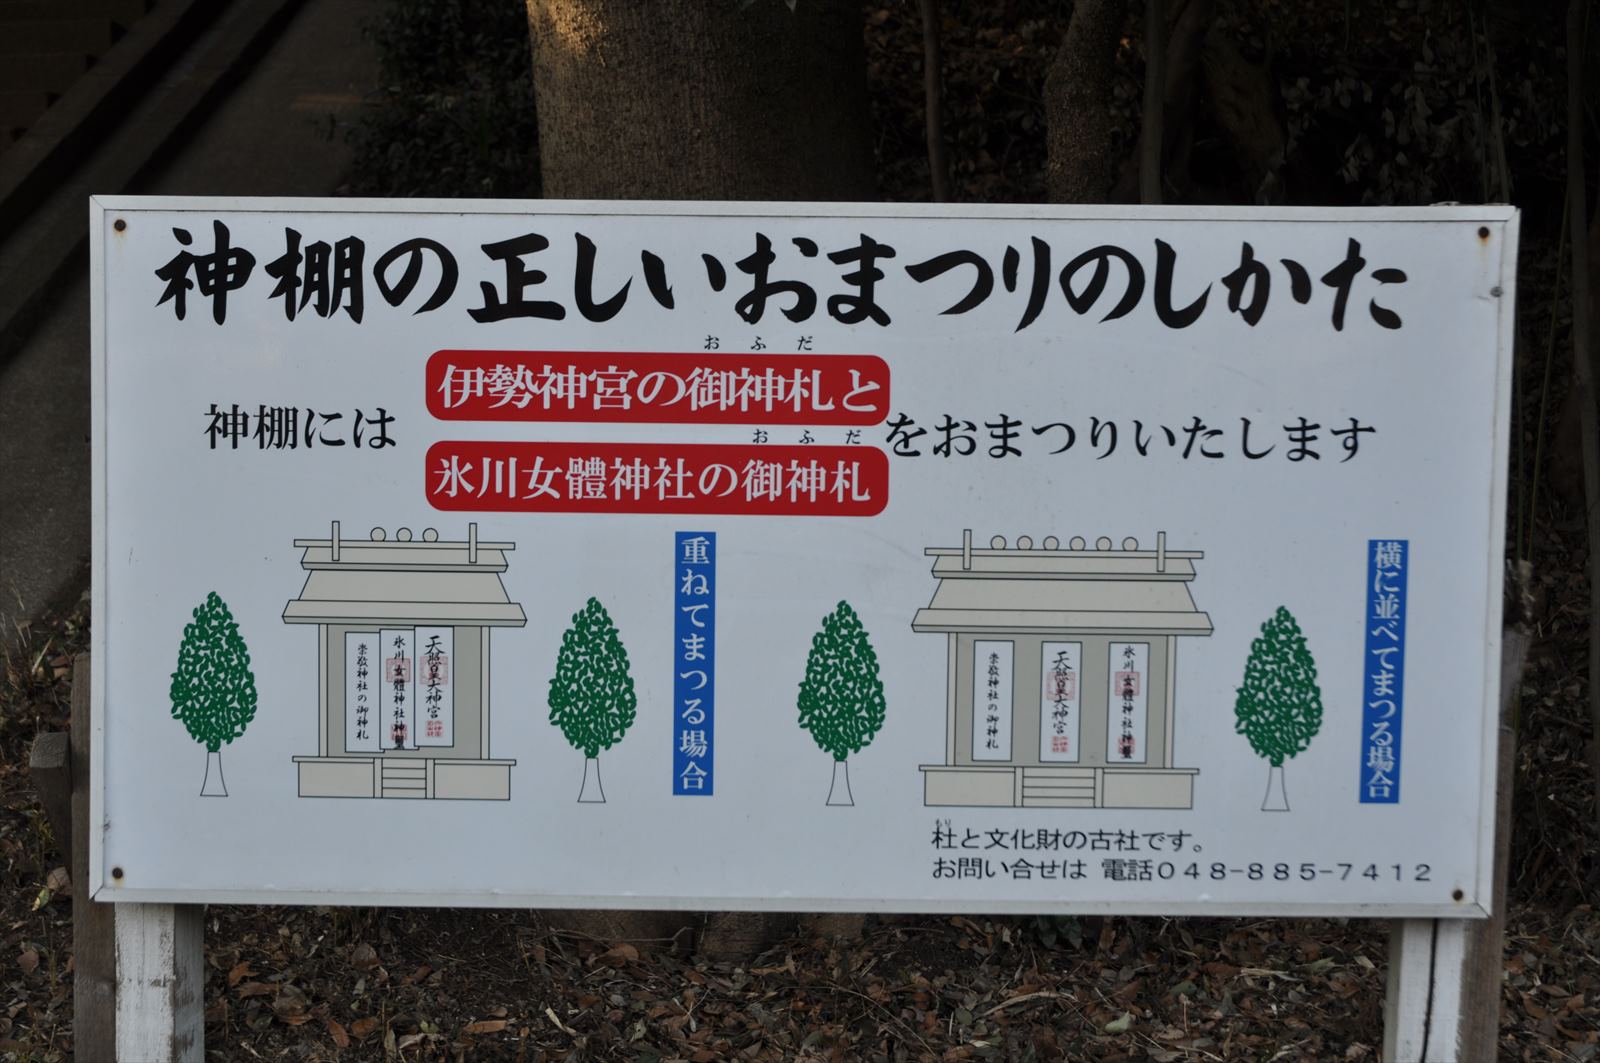 神棚の正しいおまつりのしかた
神棚には
おふだ
伊勢神宮の御神札と
おふだ
氷川女體神社の御神札
をおまつりいたします
崇敬神社の御神札
氷川女體神社神璽
天照皇大神宮
重ねてまつる場合
崇敬神社の御神札
天照皇大神宮
氷川女體神社神璽
横に並べてまつる場合
もり
杜と文化財の古社です。
お問い合せは 電話048-885-7412